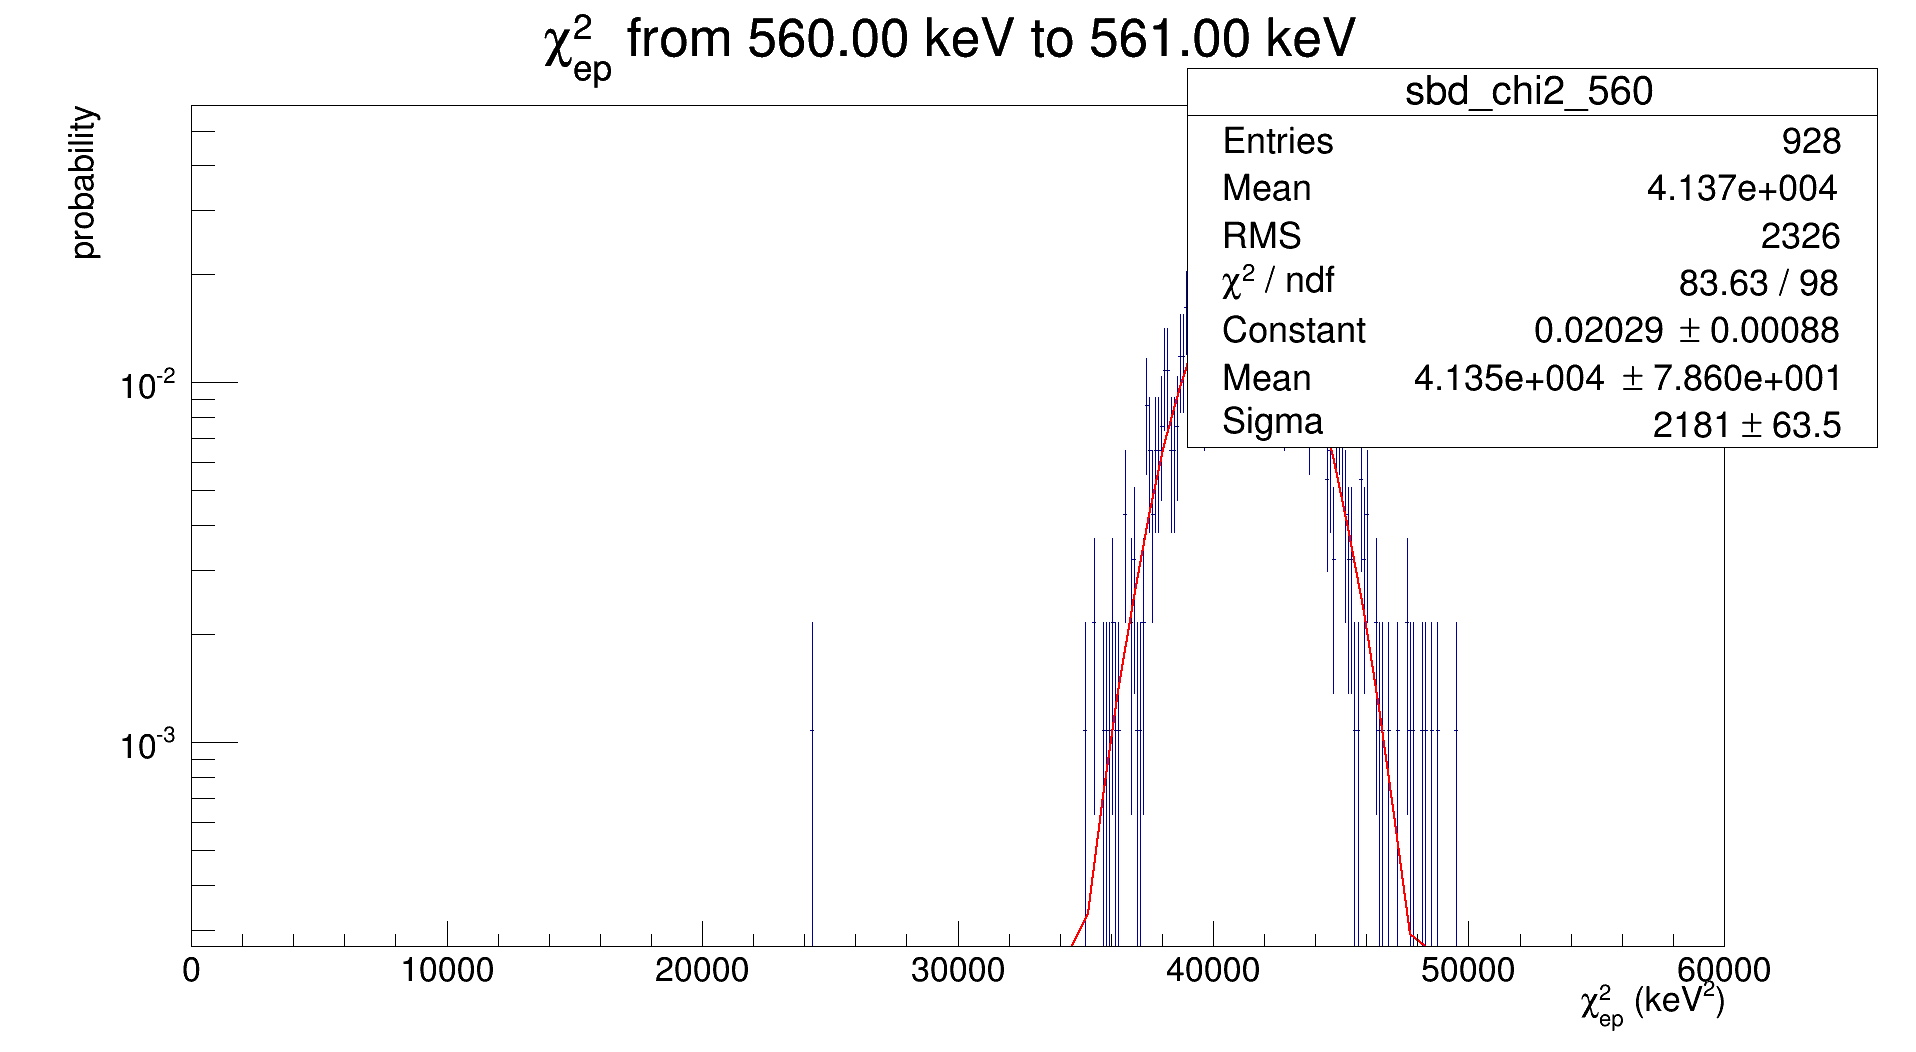 χ²ep from 560.00 keV to 561.00 keV
probability
sbd_chi2_560
Entries 928
Mean 4.137e+004
RMS 2326
χ² / ndf 83.63 / 98
Constant 0.02029 ± 0.00088
Mean 4.135e+004 ± 7.860e+001
Sigma 2181 ± 63.5
10⁻²
10⁻³
0 10000 20000 30000 40000 50000 60000
χ²ep (keV²)